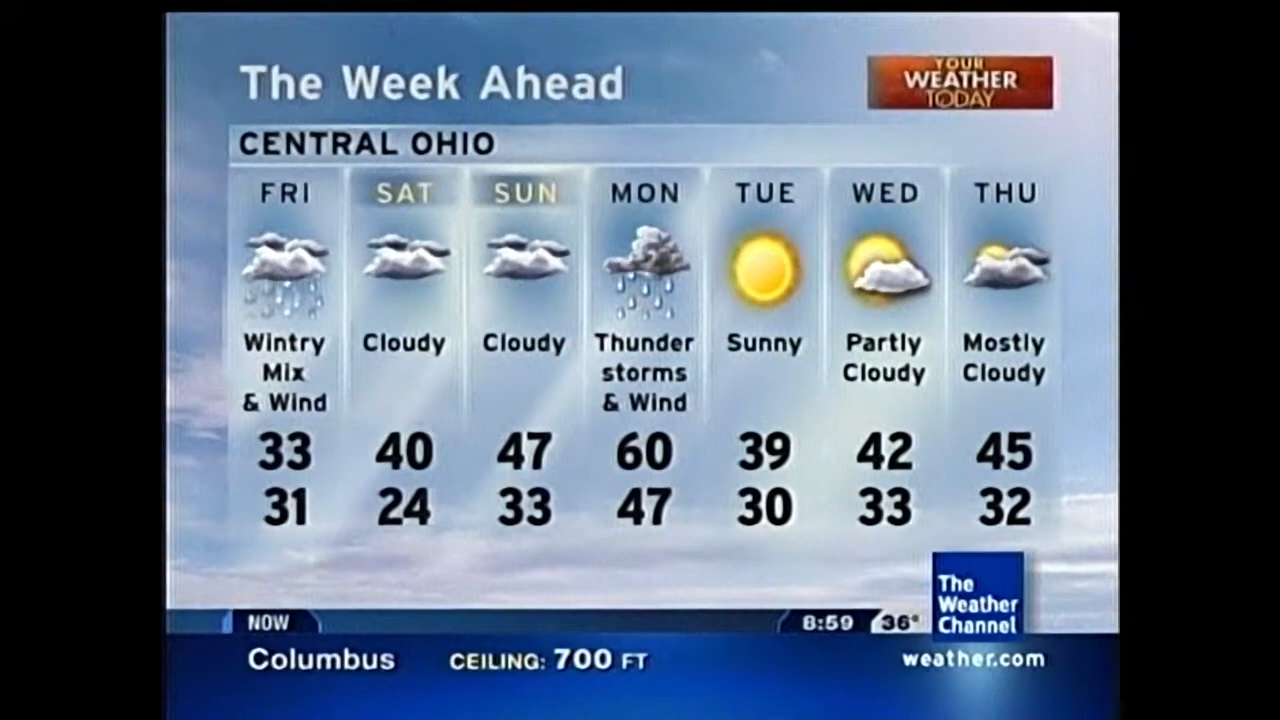 The Week Ahead
YOUR
WEATHER
TODAY
CENTRAL OHIO
FRI SAT SUN MON TUE WED THU
Wintry Cloudy Cloudy Thunder Sunny Partly Mostly
Mix storms Cloudy Cloudy
& Wind & Wind
33 40 47 60 39 42 45
31 24 33 47 30 33 32
The
Weather
Channel
NOW 8:59 36°
Columbus CEILING: 700 FT weather.com